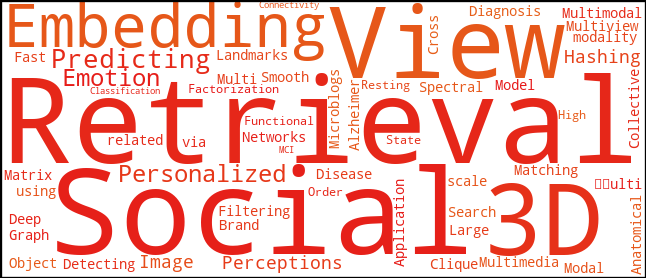 Embedding
Connectivity
View
Cross
Diagnosis
Multimodal
Multiview
modality
Hashing
Fast
Predicting
Landmarks
Emotion
Multi
Smooth
Classification
Factorization
Microblogs
Alzheimer
Resting
Spectral
Model
Collective
Retrieval
related
via
Functional
Networks
MCI
State
High
Matrix
using
Personalized
Disease
Order
Matching
scale
ulti
Social
3D
Deep
Graph
Filtering
Brand
Application
Search
Large
Anatomical
Object
Detecting
Image
Perceptions
Clique
Multimedia
Modal